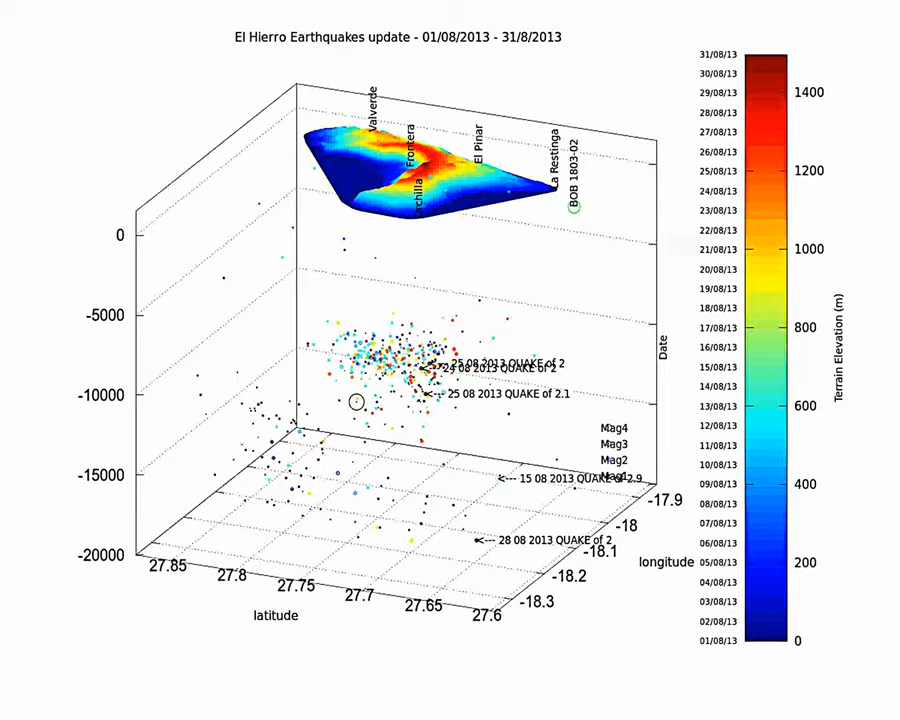 El Hierro Earthquakes update - 01/08/2013 - 31/8/2013
Valverde
Frontera
El Pinar
La Restinga
BOB 1803-02
0
-5000
-10000
-15000
-20000
27.85
27.8
27.75
27.7
27.65
27.6
latitude
-17.9
-18
-18.1
-18.2
-18.3
longitude
Date
<--- 25 08 2013 QUAKE of 2
<--- 24 08 2013 QUAKE of 2
<--- 25 08 2013 QUAKE of 2.1
<--- 15 08 2013 QUAKE of 2.9
<--- 28 08 2013 QUAKE of 2
Mag4
Mag3
Mag2
Mag1
31/08/13
30/08/13
29/08/13
28/08/13
27/08/13
26/08/13
25/08/13
24/08/13
23/08/13
22/08/13
21/08/13
20/08/13
19/08/13
18/08/13
17/08/13
16/08/13
15/08/13
14/08/13
13/08/13
12/08/13
11/08/13
10/08/13
09/08/13
08/08/13
07/08/13
06/08/13
05/08/13
04/08/13
03/08/13
02/08/13
01/08/13
1400
1200
1000
800
600
400
200
0
Terrain Elevation (m)